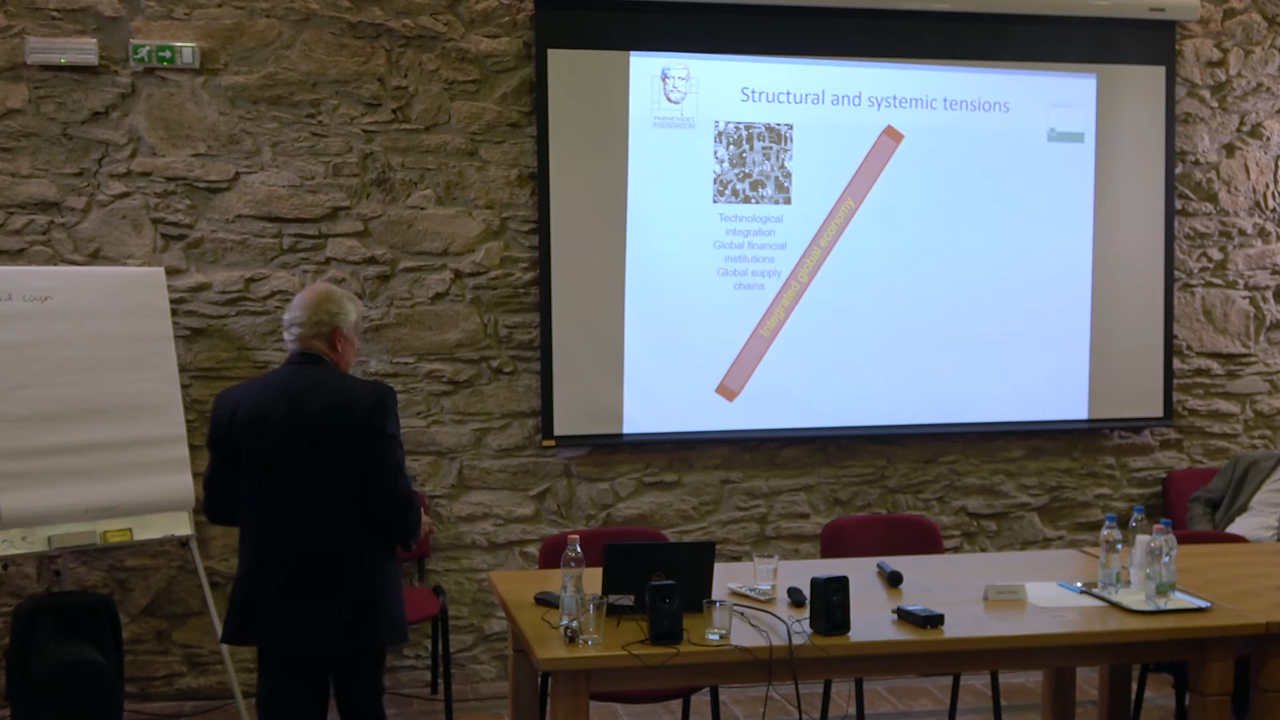 Structural and systemic tensions
PARMENIDES
FOUNDATION
Technological
integration
Global financial
institutions
Global supply
chains
Integrated global economy